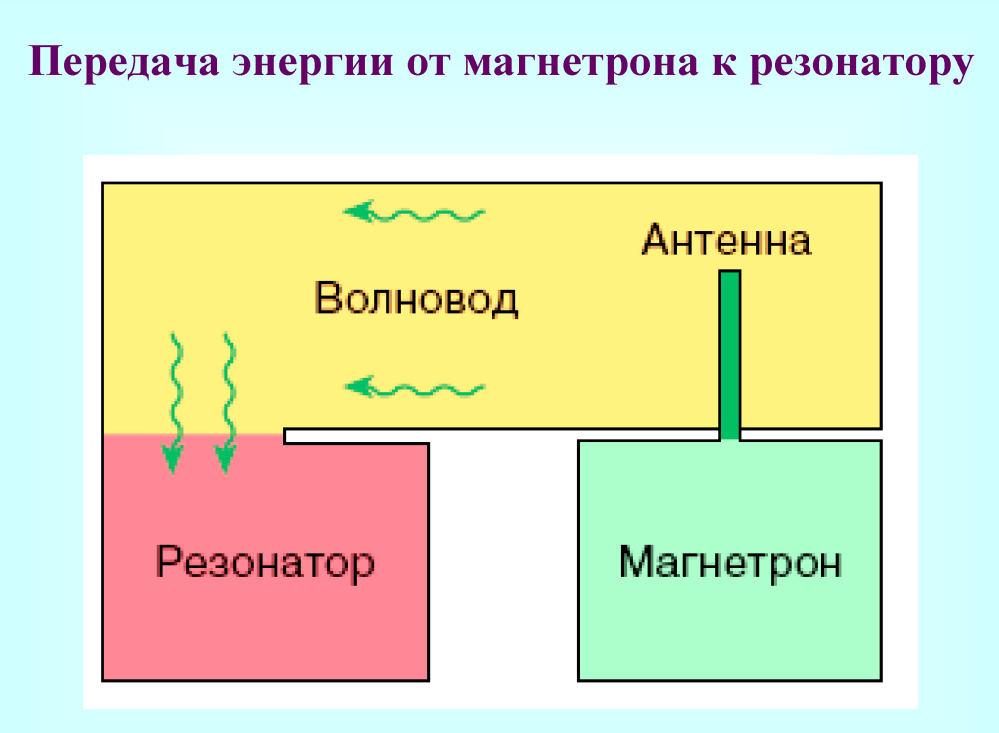 Передача энергии от магнетрона к резонатору
Антенна
Волновод
Резонатор
Магнетрон